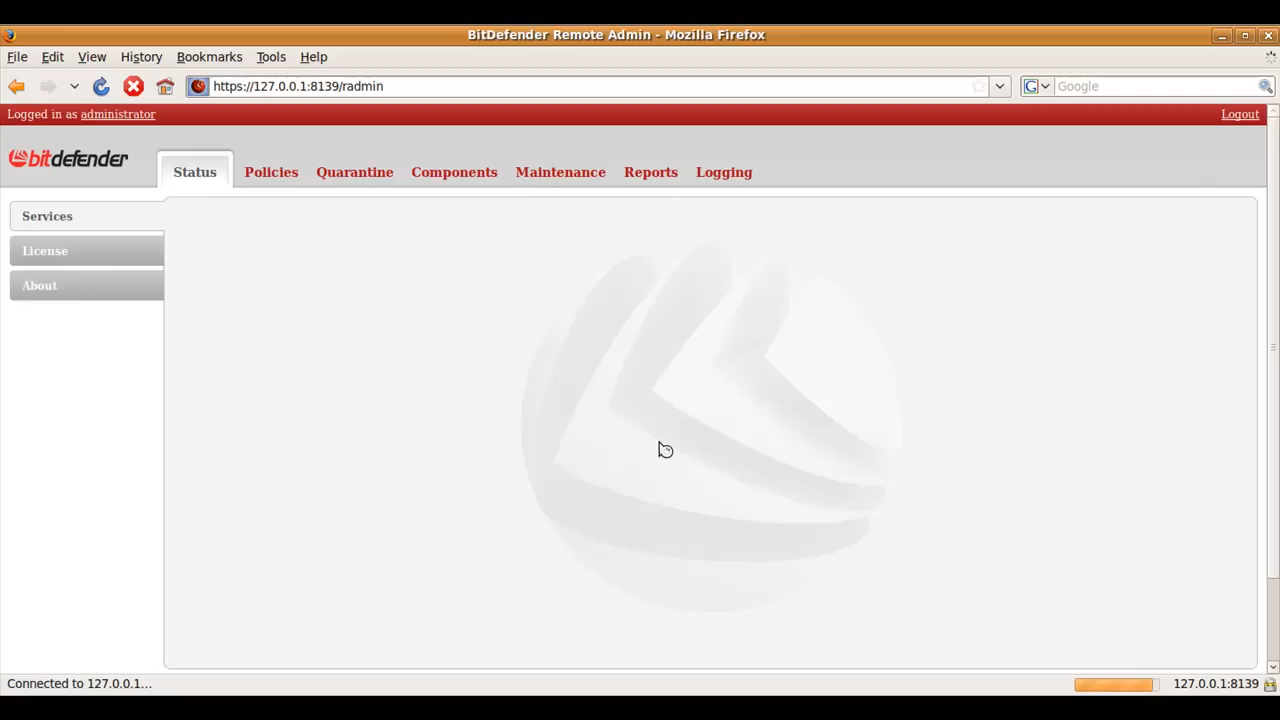 BitDefender Remote Admin - Mozilla Firefox
File Edit View History Bookmarks Tools Help
https://127.0.0.1:8139/radmin
G Google
Logged in as administrator Logout
bitdefender
Status Policies Quarantine Components Maintenance Reports Logging
Services
License
About
Connected to 127.0.0.1... 127.0.0.1:8139